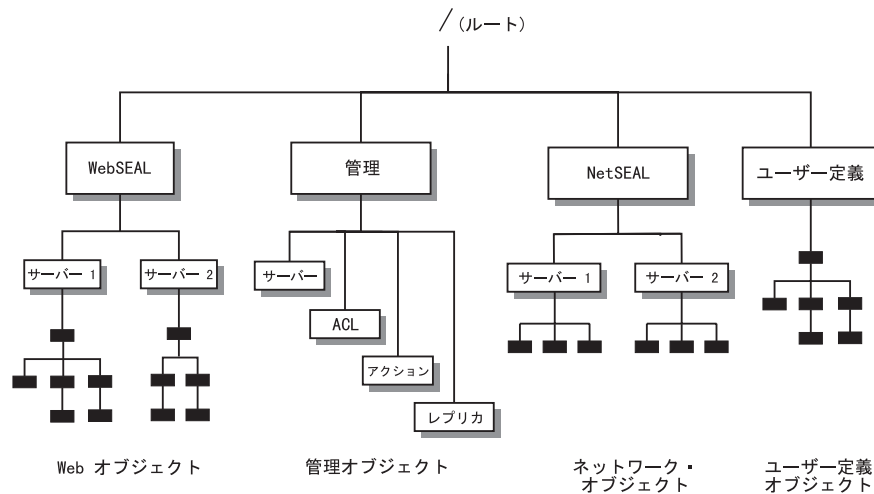 / (ルート)
WebSEAL
管理
NetSEAL
ユーザー定義
サーバー 1
サーバー 2
サーバー
ACL
アクション
レプリカ
サーバー 1
サーバー 2
Web オブジェクト
管理オブジェクト
ネットワーク・
オブジェクト
ユーザー定義
オブジェクト